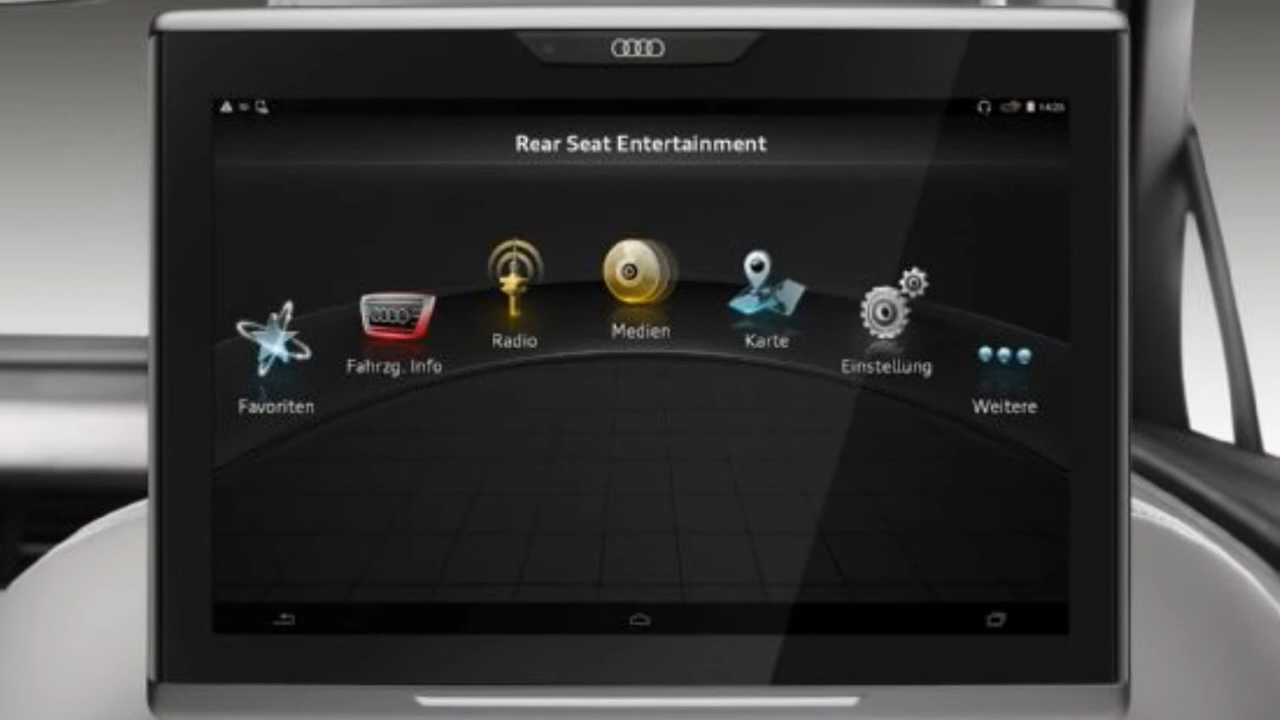 Rear Seat Entertainment
Favoriten
Fahrzg. Info
Radio
Medien
Karte
Einstellung
Weitere